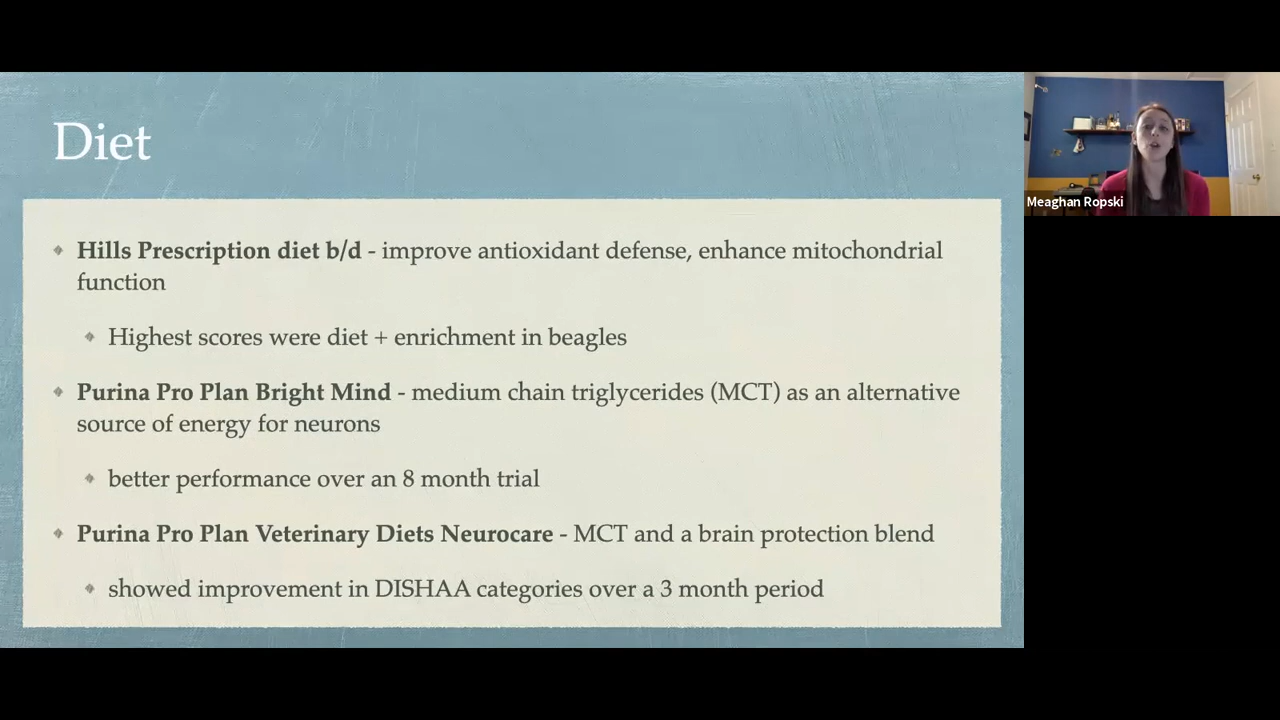 Diet
Hills Prescription diet b/d - improve antioxidant defense, enhance mitochondrial
function
Highest scores were diet + enrichment in beagles
Purina Pro Plan Bright Mind - medium chain triglycerides (MCT) as an alternative
source of energy for neurons
better performance over an 8 month trial
Purina Pro Plan Veterinary Diets Neurocare - MCT and a brain protection blend
showed improvement in DISHAA categories over a 3 month period
Meaghan Ropski